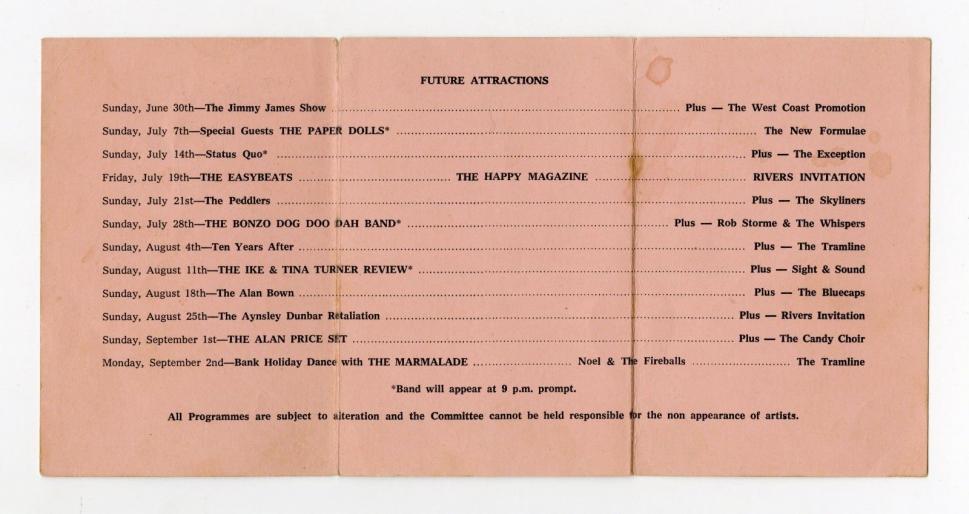 FUTURE ATTRACTIONS
Sunday, June 30th—The Jimmy James Show ........ Plus — The West Coast Promotion
Sunday, July 7th—Special Guests THE PAPER DOLLS* ........ The New Formulae
Sunday, July 14th—Status Quo* ........ Plus — The Exception
Friday, July 19th—THE EASYBEATS ........ THE HAPPY MAGAZINE ........ RIVERS INVITATION
Sunday, July 21st—The Peddlers ........ Plus — The Skyliners
Sunday, July 28th—THE BONZO DOG DOO DAH BAND* ........ Plus — Rob Storme & The Whispers
Sunday, August 4th—Ten Years After ........ Plus — The Tramline
Sunday, August 11th—THE IKE & TINA TURNER REVIEW* ........ Plus — Sight & Sound
Sunday, August 18th—The Alan Bown ........ Plus — The Bluecaps
Sunday, August 25th—The Aynsley Dunbar Retaliation ........ Plus — Rivers Invitation
Sunday, September 1st—THE ALAN PRICE SET ........ Plus — The Candy Choir
Monday, September 2nd—Bank Holiday Dance with THE MARMALADE ........ Noel & The Fireballs ........ The Tramline
*Band will appear at 9 p.m. prompt.
All Programmes are subject to alteration and the Committee cannot be held responsible for the non appearance of artists.